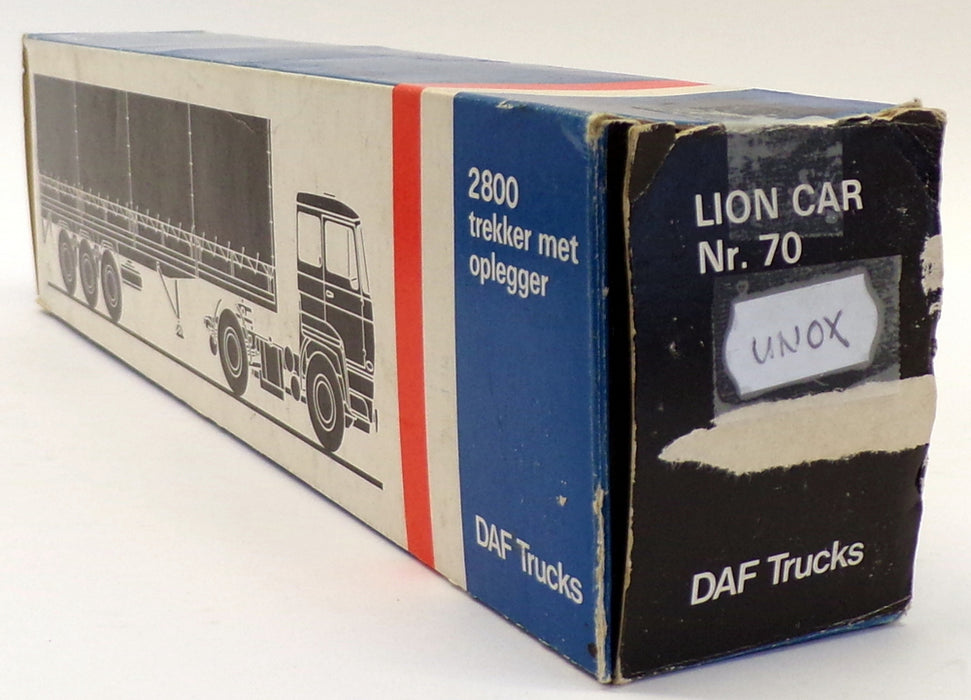 2800
trekker met
oplegger
DAF Trucks
LION CAR
Nr. 70
UNOX
DAF Trucks